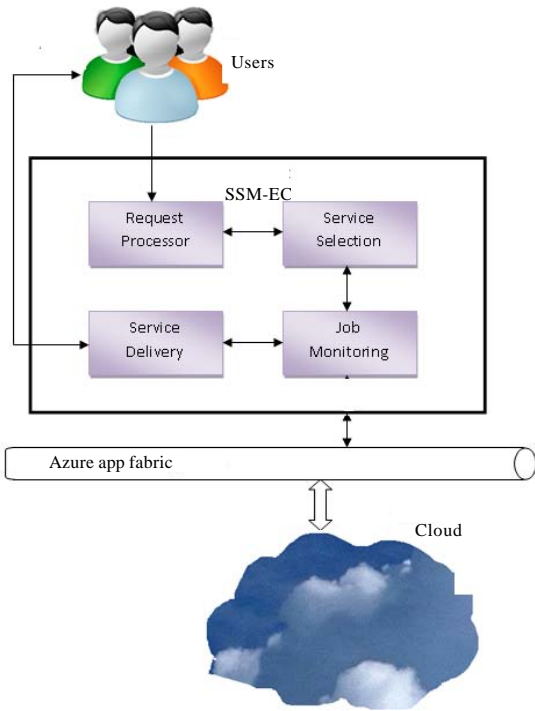 Users
SSM-EC
Request
Processor
Service
Selection
Service
Delivery
Job
Monitoring
Azure app fabric
Cloud